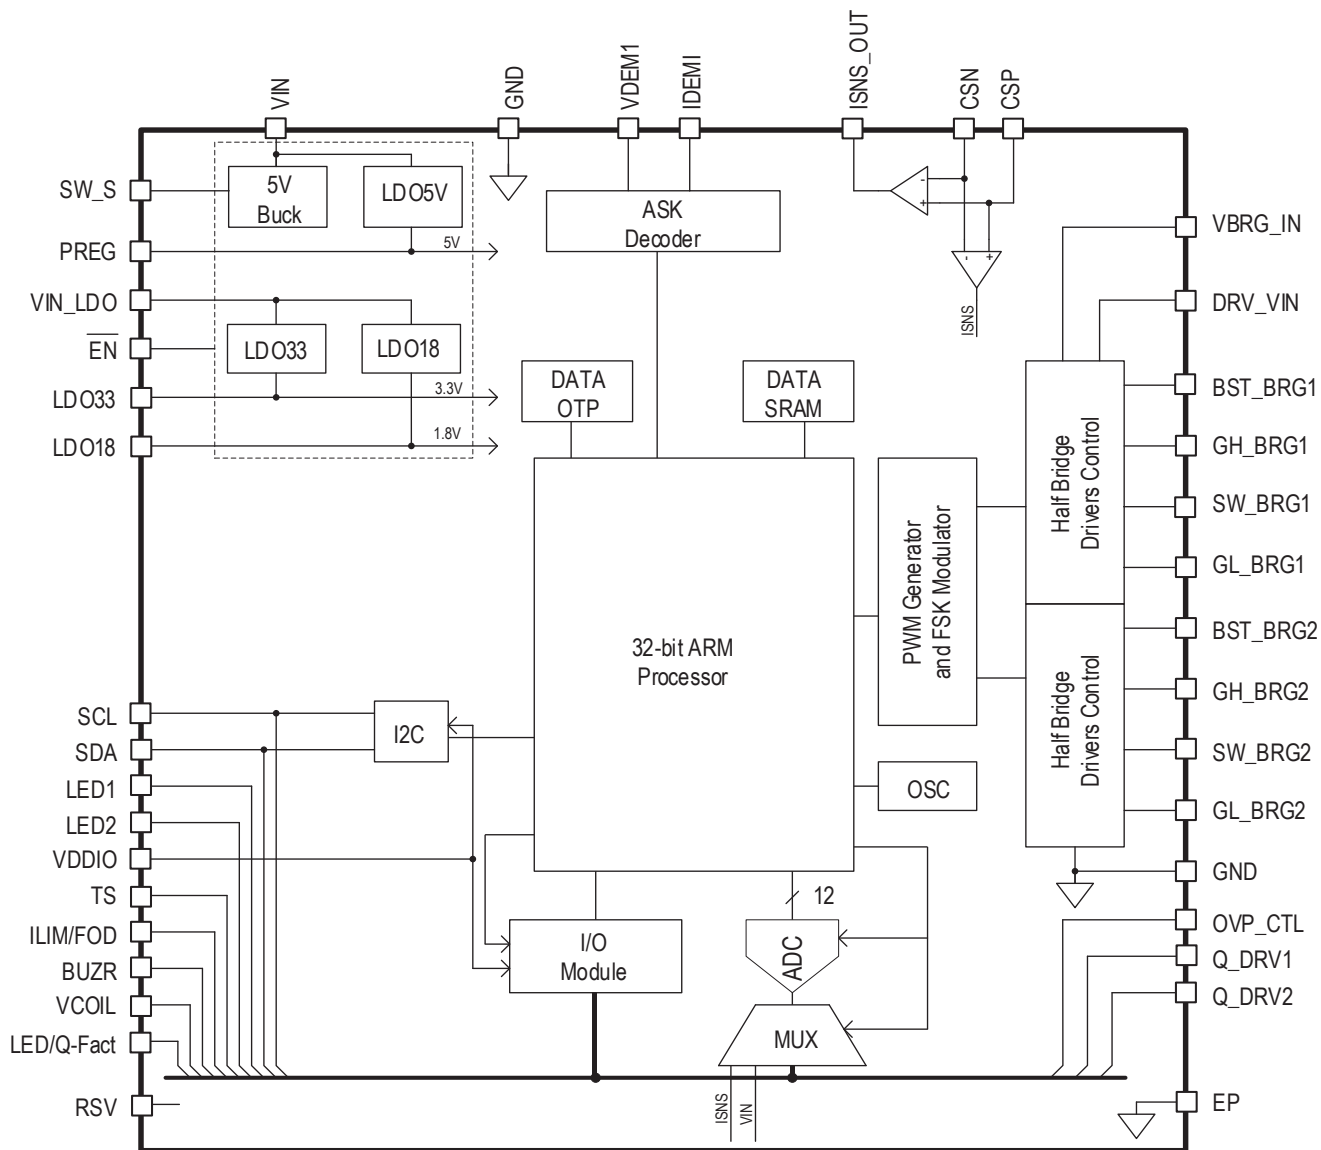 VIN
GND
VDEM1
IDEMI
ISNS_OUT
CSN
CSP
SW_S
PREG
VIN_LDO
EN
LDO33
LDO18
5V
Buck
LDO5V
5V
LDO33
LDO18
3.3V
1.8V
ASK
Decoder
-
+
-
+
ISNS
DATA
OTP
DATA
SRAM
32-bit ARM
Processor
PWM Generator
and FSK Modulator
OSC
Half Bridge
Drivers Control
Half Bridge
Drivers Control
VBRG_IN
DRV_VIN
BST_BRG1
GH_BRG1
SW_BRG1
GL_BRG1
BST_BRG2
GH_BRG2
SW_BRG2
GL_BRG2
GND
OVP_CTL
Q_DRV1
Q_DRV2
EP
SCL
SDA
LED1
LED2
VDDIO
TS
ILIM/FOD
BUZR
VCOIL
LED/Q-Fact
RSV
I2C
I/O
Module
12
ADC
MUX
ISNS
VIN